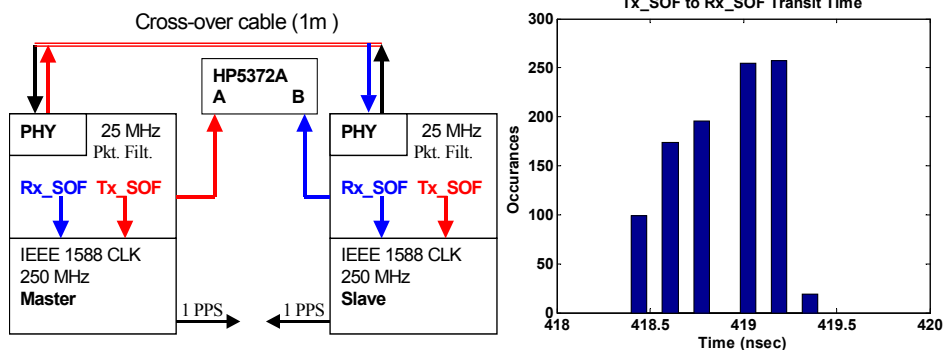 Cross-over cable (1m)
HP5372A
A B
PHY
25 MHz
Pkt. Filt.
Rx_SOF Tx_SOF
IEEE 1588 CLK
250 MHz
Master
1 PPS
PHY
25 MHz
Pkt. Filt.
Rx_SOF Tx_SOF
IEEE 1588 CLK
250 MHz
Slave
1 PPS
Tx_SOF to Rx_SOF Transit Time
Occurances
300
250
200
150
100
50
0
418 418.5 419 419.5 420
Time (nsec)